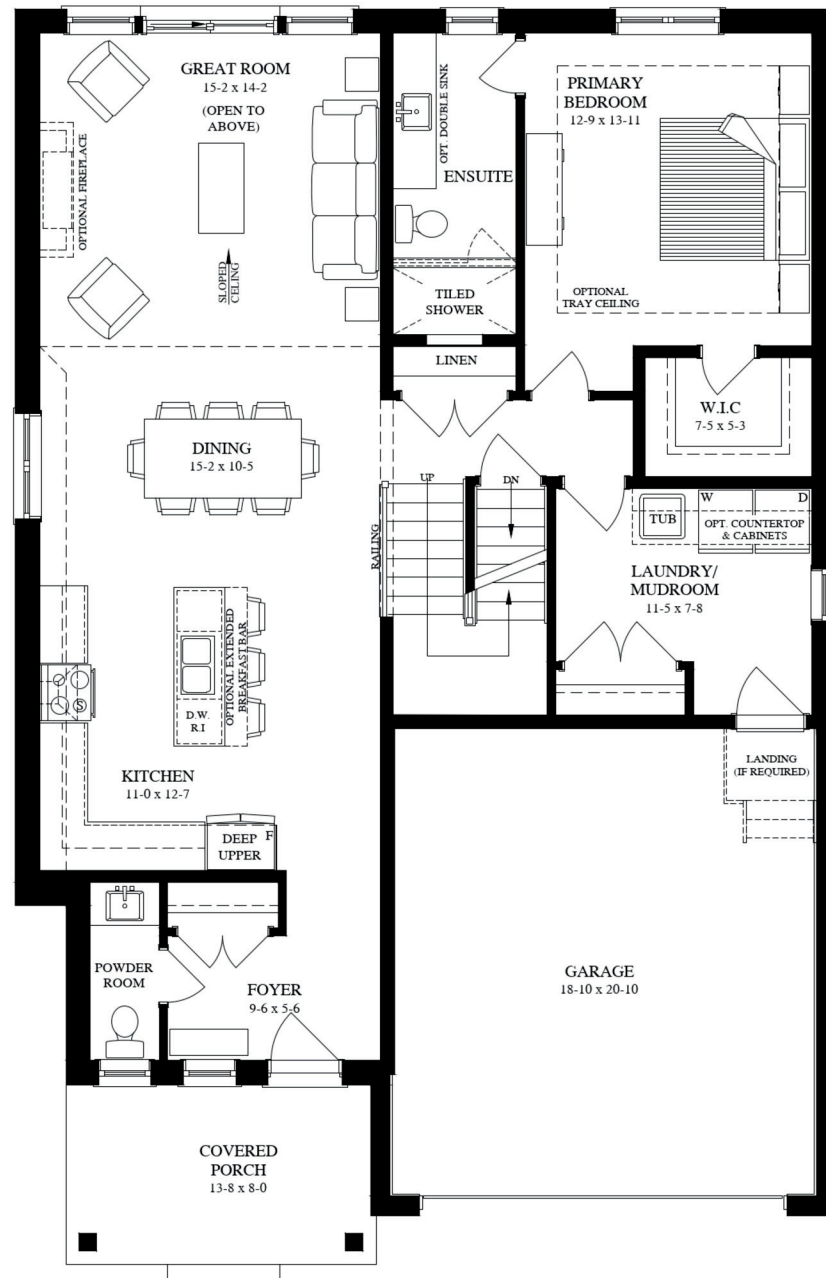 GREAT ROOM
15-2 x 14-2
(OPEN TO
ABOVE)
OPTIONAL FIREPLACE
SLOPED
CELING
OPT. DOUBLE SINK
ENSUITE
TILED
SHOWER
PRIMARY
BEDROOM
12-9 x 13-11
OPTIONAL
TRAY CEILING
LINEN
W.I.C
7-5 x 5-3
DINING
15-2 x 10-5
UP
DN
RAILING
W
D
TUB
OPT. COUNTERTOP
& CABINETS
LAUNDRY/
MUDROOM
11-5 x 7-8
OPTIONAL EXTENDED
BREAKFAST BAR
D.W.
R.I
S
KITCHEN
11-0 x 12-7
F
DEEP
UPPER
LANDING
(IF REQUIRED)
POWDER
ROOM
FOYER
9-6 x 5-6
GARAGE
18-10 x 20-10
COVERED
PORCH
13-8 x 8-0